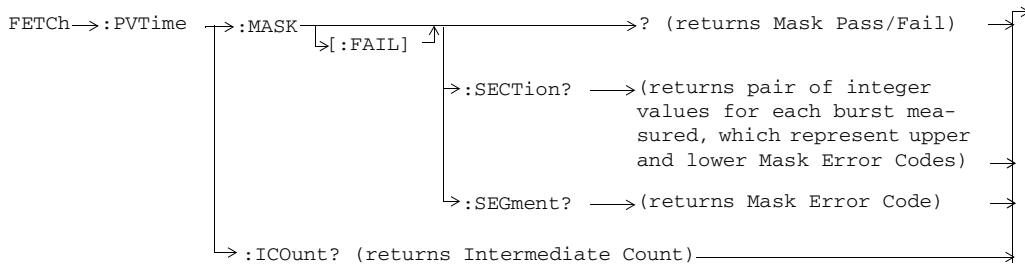 FETCh :PVTime :MASK ? (returns Mask Pass/Fail)
[:FAIL]
:SECTion? (returns pair of integer
values for each burst mea-
sured, which represent upper
and lower Mask Error Codes)
:SEGment? (returns Mask Error Code)
:ICOunt? (returns Intermediate Count)